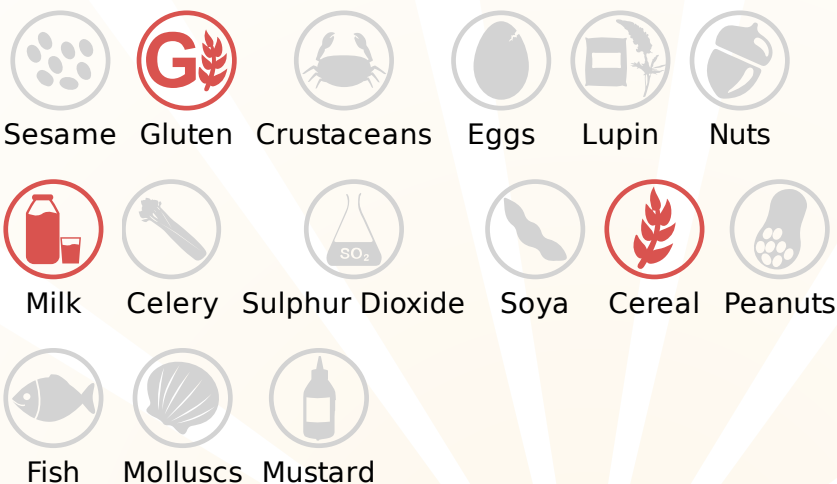 G
Sesame Gluten Crustaceans Eggs Lupin Nuts
SO₂
Milk Celery Sulphur Dioxide Soya Cereal Peanuts
Fish Molluscs Mustard